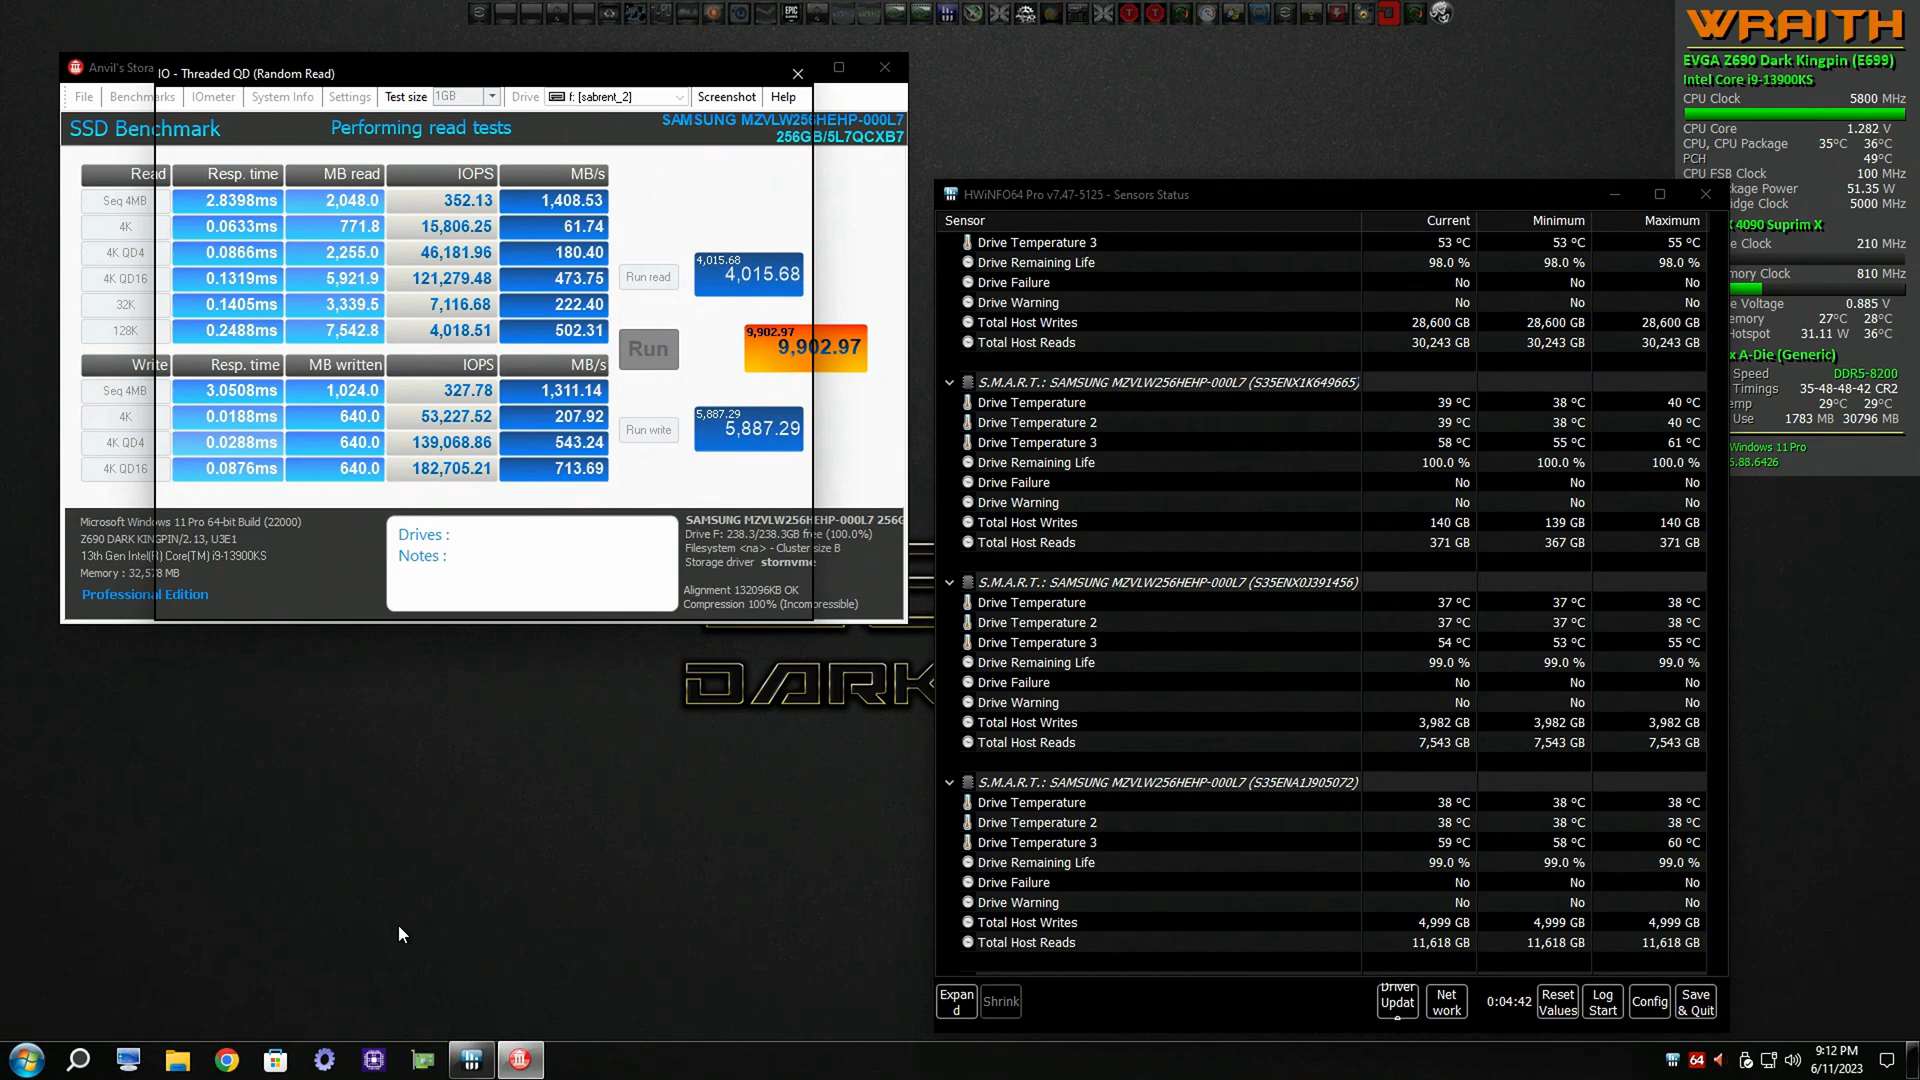 WRAITH
EVGA Z690 Dark Kingpin (E699)
Intel Core i9-13900KS
CPU Clock 5800 MHz
CPU Core 1.282 V
CPU, CPU Package 35°C 36°C
PCH 49°C
CPU FSB Clock 100 MHz
kage Power 51.35 W
idge Clock 5000 MHz
X 4090 Suprim X
e Clock 210 MHz
mory Clock 810 MHz
e Voltage 0.885 V
emory 27°C 28°C
Hotspot 31.11 W 36°C
x A-Die (Generic)
Speed DDR5-8200
Timings 35-48-48-42 CR2
emp 29°C 29°C
Use 1783 MB 30796 MB
Windows 11 Pro
5.88.6426
EPIC
Anvil's Stora
IO - Threaded QD (Random Read)
File Benchmarks IOmeter System Info Settings Test size 1GB Drive f: [sabrent_2] Screenshot Help
SSD Benchmark Performing read tests SAMSUNG MZVLW256HEHP-000L7
256GB/5L7QCXB7
Read Resp. time MB read IOPS MB/s
Seq 4MB 2.8398ms 2,048.0 352.13 1,408.53
4K 0.0633ms 771.8 15,806.25 61.74
4K QD4 0.0866ms 2,255.0 46,181.96 180.40
4K QD16 0.1319ms 5,921.9 121,279.48 473.75
32K 0.1405ms 3,339.5 7,116.68 222.40
128K 0.2488ms 7,542.8 4,018.51 502.31
Run read
4,015.68
4,015.68
Run
9,902.97
9,902.97
Write Resp. time MB written IOPS MB/s
Seq 4MB 3.0508ms 1,024.0 327.78 1,311.14
4K 0.0188ms 640.0 53,227.52 207.92
4K QD4 0.0288ms 640.0 139,068.86 543.24
4K QD16 0.0876ms 640.0 182,705.21 713.69
Run write
5,887.29
5,887.29
Microsoft Windows 11 Pro 64-bit Build (22000)
Z690 DARK KINGPIN/2.13, U3E1
13th Gen Intel(R) Core(TM) i9-13900KS
Memory : 32,578 MB
Professional Edition
Drives :
Notes :
SAMSUNG MZVLW256HEHP-000L7 256G
Drive F: 238.3/238.3GB free (100.0%)
Filesystem <na> - Cluster size B
Storage driver stornvme
Alignment 132096KB OK
Compression 100% (Incompressible)
DARK
HWiNFO64 Pro v7.47-5125 - Sensors Status
Sensor Current Minimum Maximum
Drive Temperature 3 53 °C 53 °C 55 °C
Drive Remaining Life 98.0 % 98.0 % 98.0 %
Drive Failure No No No
Drive Warning No No No
Total Host Writes 28,600 GB 28,600 GB 28,600 GB
Total Host Reads 30,243 GB 30,243 GB 30,243 GB
S.M.A.R.T.: SAMSUNG MZVLW256HEHP-000L7 (S35ENX1K649665)
Drive Temperature 39 °C 38 °C 40 °C
Drive Temperature 2 39 °C 38 °C 40 °C
Drive Temperature 3 58 °C 55 °C 61 °C
Drive Remaining Life 100.0 % 100.0 % 100.0 %
Drive Failure No No No
Drive Warning No No No
Total Host Writes 140 GB 139 GB 140 GB
Total Host Reads 371 GB 367 GB 371 GB
S.M.A.R.T.: SAMSUNG MZVLW256HEHP-000L7 (S35ENX0J391456)
Drive Temperature 37 °C 37 °C 38 °C
Drive Temperature 2 37 °C 37 °C 38 °C
Drive Temperature 3 54 °C 53 °C 55 °C
Drive Remaining Life 99.0 % 99.0 % 99.0 %
Drive Failure No No No
Drive Warning No No No
Total Host Writes 3,982 GB 3,982 GB 3,982 GB
Total Host Reads 7,543 GB 7,543 GB 7,543 GB
S.M.A.R.T.: SAMSUNG MZVLW256HEHP-000L7 (S35ENA1J905072)
Drive Temperature 38 °C 38 °C 38 °C
Drive Temperature 2 38 °C 38 °C 38 °C
Drive Temperature 3 59 °C 58 °C 60 °C
Drive Remaining Life 99.0 % 99.0 % 99.0 %
Drive Failure No No No
Drive Warning No No No
Total Host Writes 4,999 GB 4,999 GB 4,999 GB
Total Host Reads 11,618 GB 11,618 GB 11,618 GB
Expan
d
Shrink
Driver
Updat
e
Net
work
0:04:42
Reset
Values
Log
Start
Config
Save
& Quit
64
9:12 PM
6/11/2023